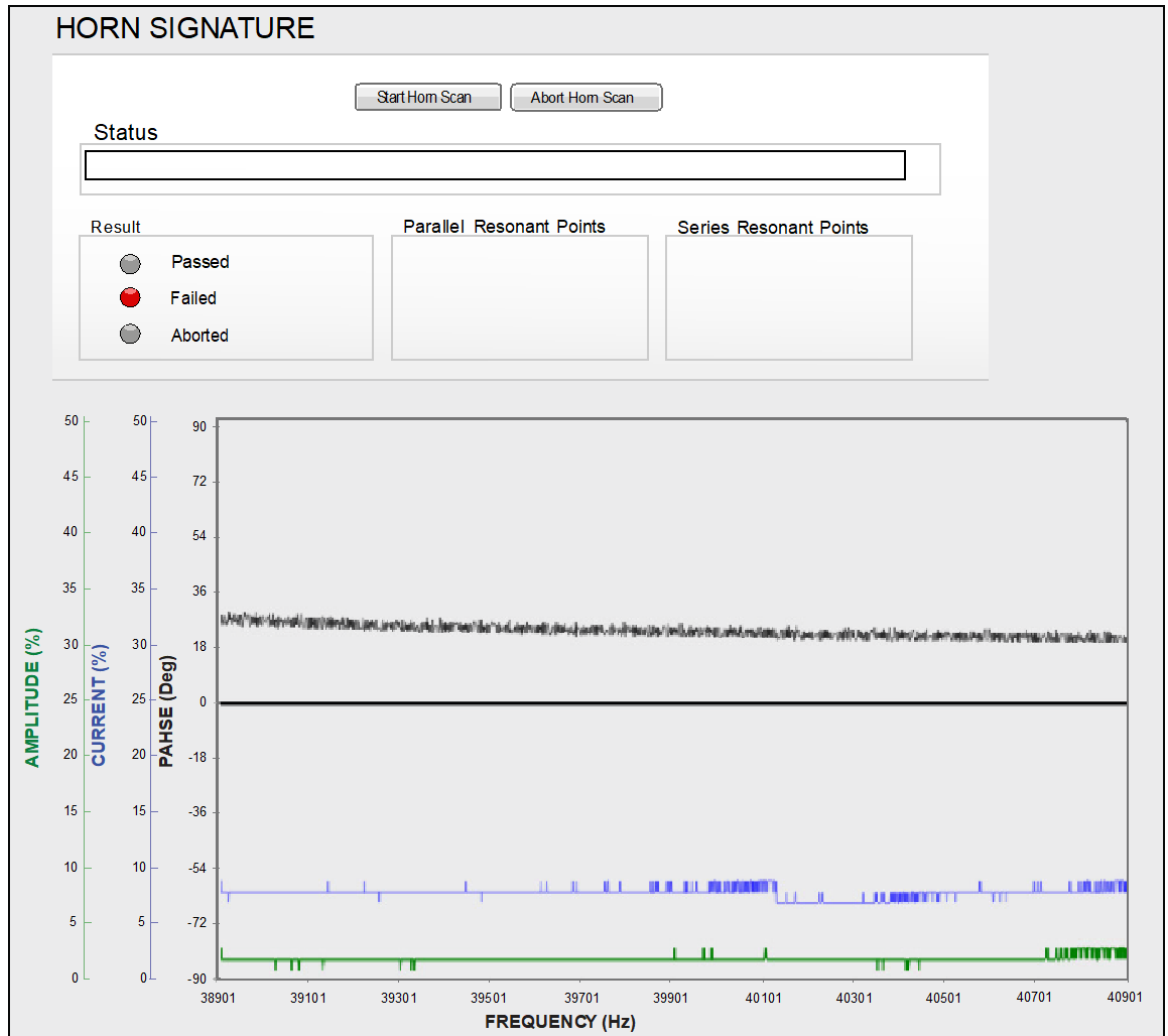 HORN SIGNATURE
Start Horn Scan
Abort Horn Scan
Status
Result
Parallel Resonant Points
Series Resonant Points
Passed
Failed
Aborted
50 50 90
45 45 72
40 40 54
35 35 36
30 30 18
25 25 0
20 20 -18
15 15 -36
10 10 -54
5 5 -72
0 0 -90
AMPLITUDE (%)
CURRENT (%)
PAHSE (Deg)
38901 39101 39301 39501 39701 39901 40101 40301 40501 40701 40901
FREQUENCY (Hz)